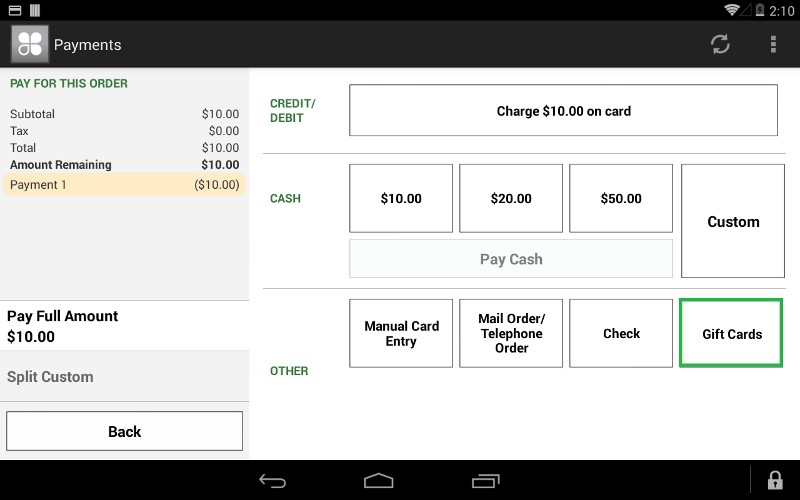 2:10
Payments
PAY FOR THIS ORDER
Subtotal $10.00
Tax $0.00
Total $10.00
Amount Remaining $10.00
Payment 1 ($10.00)
Pay Full Amount
$10.00
Split Custom
Back
CREDIT/
DEBIT
Charge $10.00 on card
CASH
$10.00
$20.00
$50.00
Custom
Pay Cash
OTHER
Manual Card
Entry
Mail Order/
Telephone
Order
Check
Gift Cards